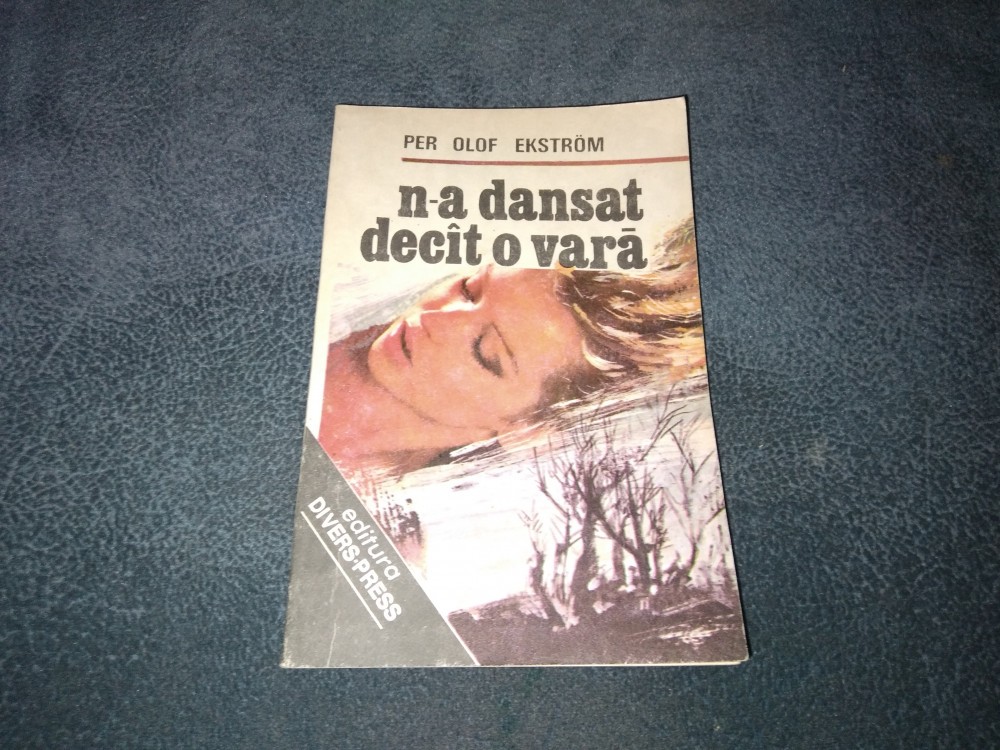 PER OLOF EKSTRÖM
n-a dansat
decît o vară
editura
DIVERS-PRESS